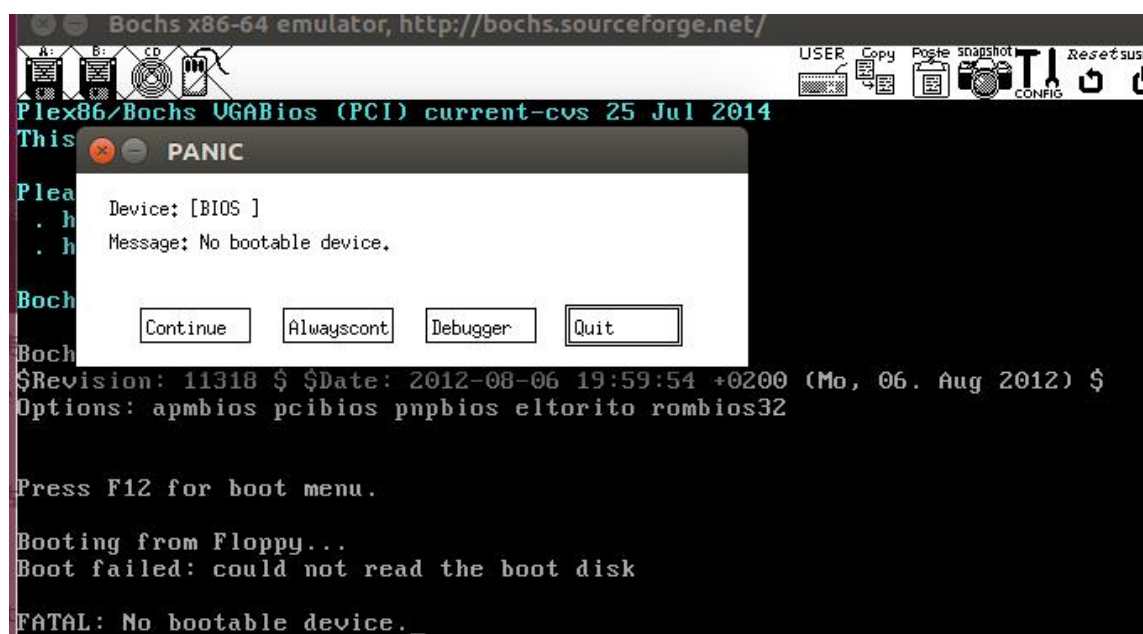 Bochs x86-64 emulator, http://bochs.sourceforge.net/
A: B: CD USER Copy Paste snapshot CONFIG Reset sus
Plex86/Bochs VGABios (PCI) current-cvs 25 Jul 2014
This
PANIC
Plea
Device: [BIOS ]
. h
Message: No bootable device.
. h
Boch
Continue Alwayscont Debugger Quit
Boch
$Revision: 11318 $ $Date: 2012-08-06 19:59:54 +0200 (Mo, 06. Aug 2012) $
Options: apmbios pcibios pnpbios eltorito rombios32
Press F12 for boot menu.
Booting from Floppy...
Boot failed: could not read the boot disk
FATAL: No bootable device.